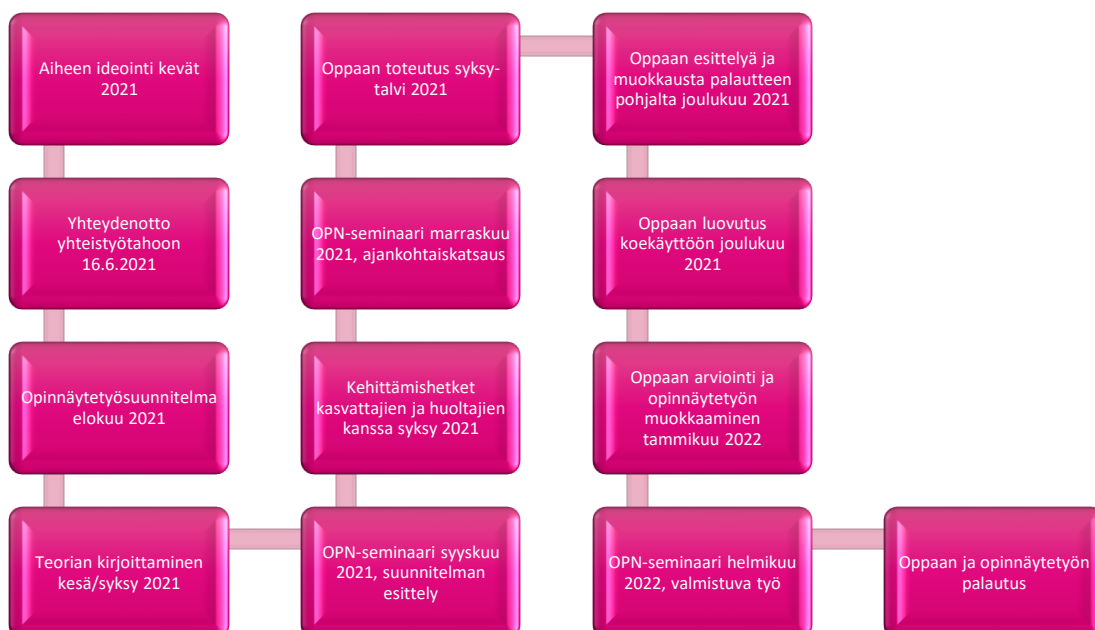 Aiheen ideointi kevät
2021
Yhteydenotto
yhteistyötahoon
16.6.2021
Opinnäytetyösuunnitelma
elokuu 2021
Teorian kirjoittaminen
kesä/syksy 2021
OPN-seminaari syyskuu
2021, suunnitelman
esittely
Kehittämishetket
kasvattajien ja huoltajien
kanssa syksy 2021
OPN-seminaari marraskuu
2021, ajankohtaiskatsaus
Oppaan toteutus syksy-
talvi 2021
Oppaan esittelyä ja
muokkausta palautteen
pohjalta joulukuu 2021
Oppaan luovutus
koekäyttöön joulukuu
2021
Oppaan arviointi ja
opinnäytetyön
muokkaaminen
tammikuu 2022
OPN-seminaari helmikuu
2022, valmistuva työ
Oppaan ja opinnäytetyön
palautus